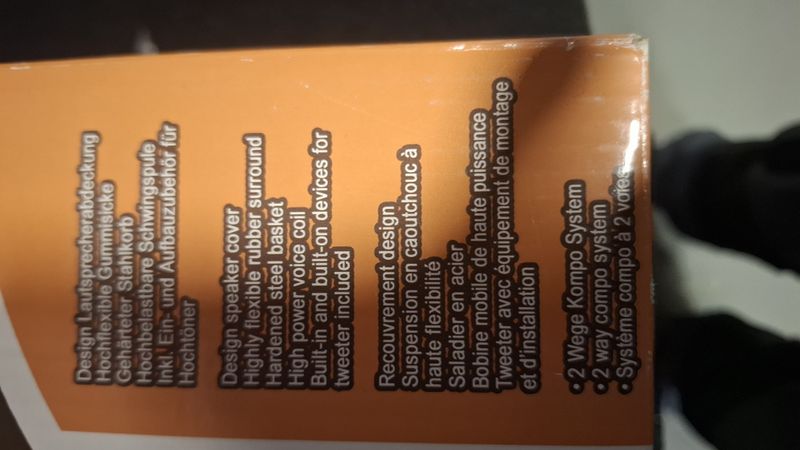 Design Lautsprecherabdeckung
Hochflexible Gummisicke
Gehärteter Stahlkorb
Hochbelastbare Schwingspule
Inkl. Ein- und Aufbauzubehör für
Hochtöner
Design speaker cover
Highly flexible rubber surround
Hardened steel basket
High power voice coil
Built-in and built-on devices for
tweeter included
Recouvrement design
Suspension en caoutchouc à
haute flexibilité
Saladier en acier
Bobine mobile de haute puissance
Tweeter avec équipement de montage
et d'installation
• 2 Wege Kompo System
• 2 way compo system
• Système compo à 2 voies